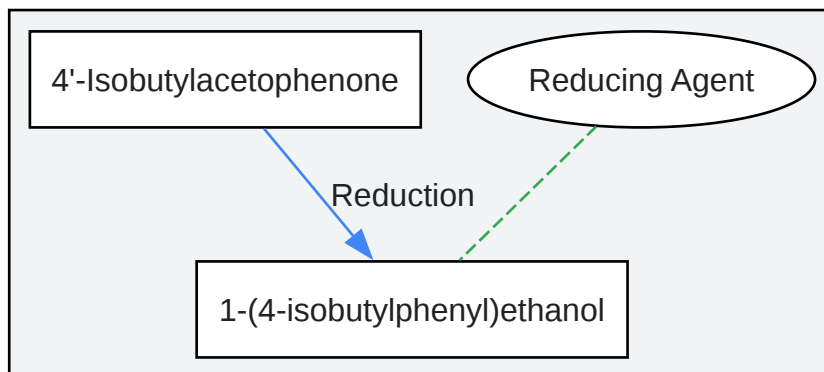 4'-Isobutylacetophenone
Reducing Agent
Reduction
1-(4-isobutylphenyl)ethanol